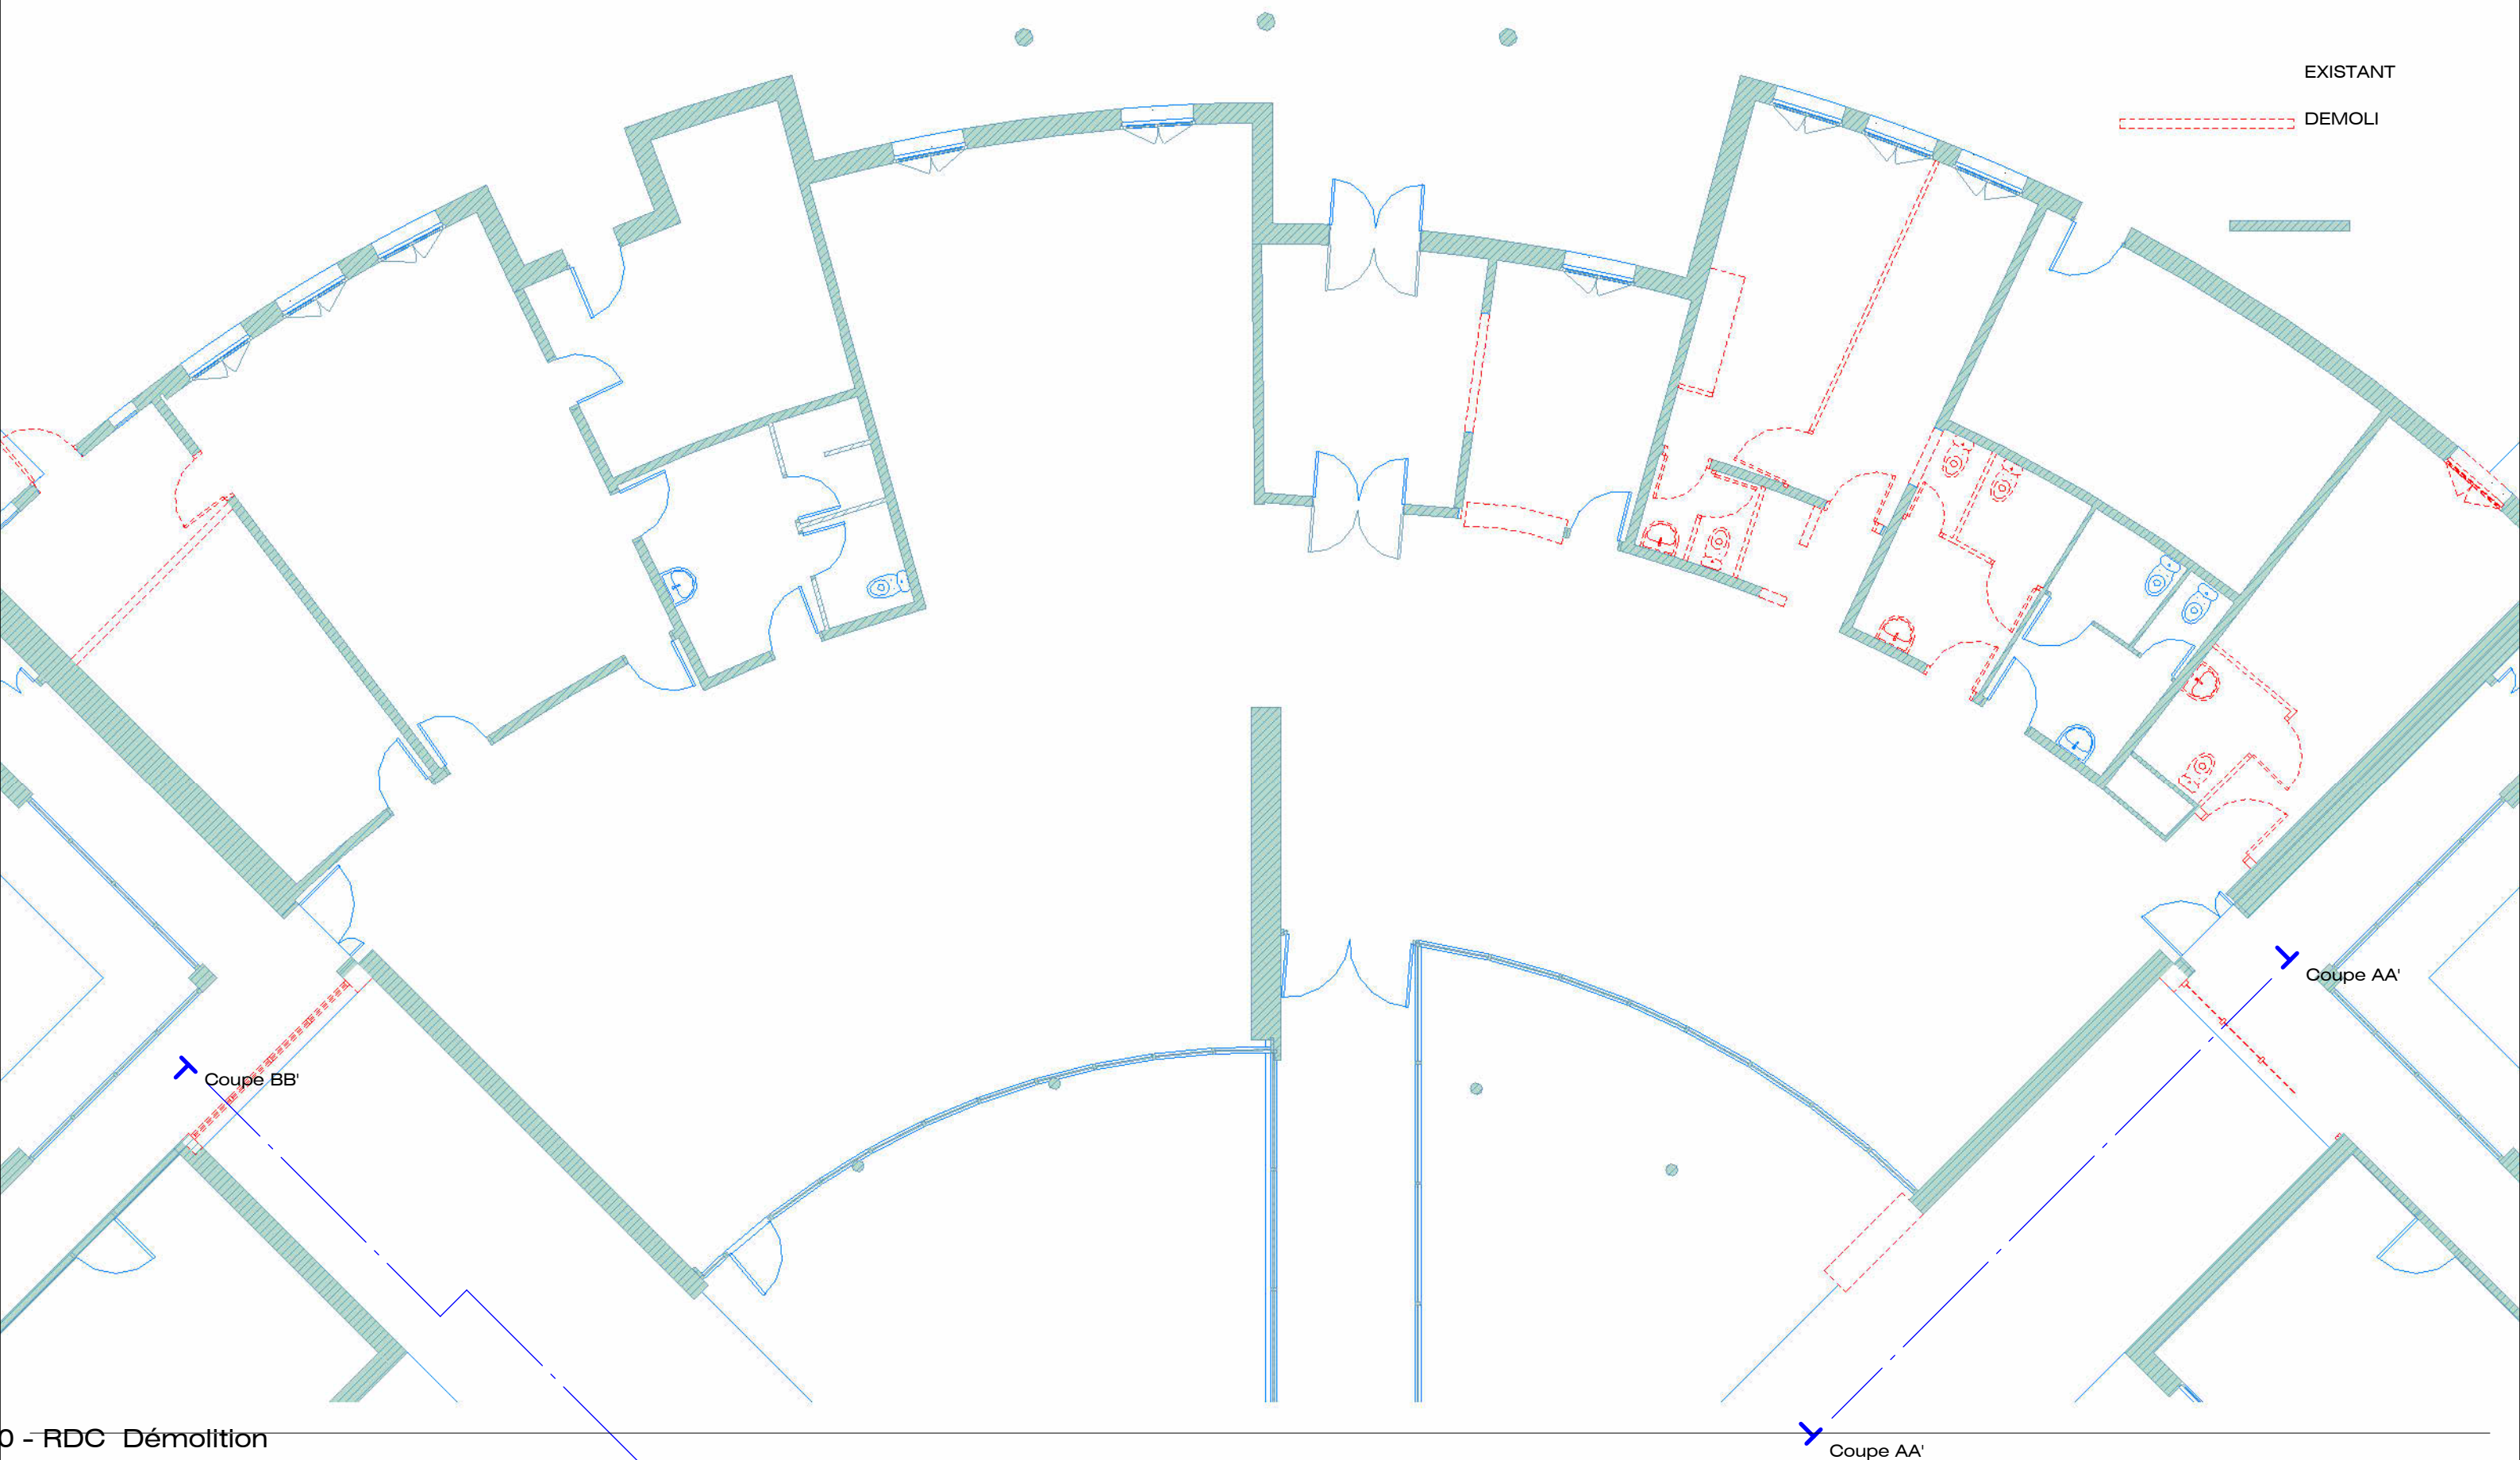 EXISTANT
DEMOLI
Coupe AA'
Coupe BB'
0 - RDC Démolition
Coupe AA'